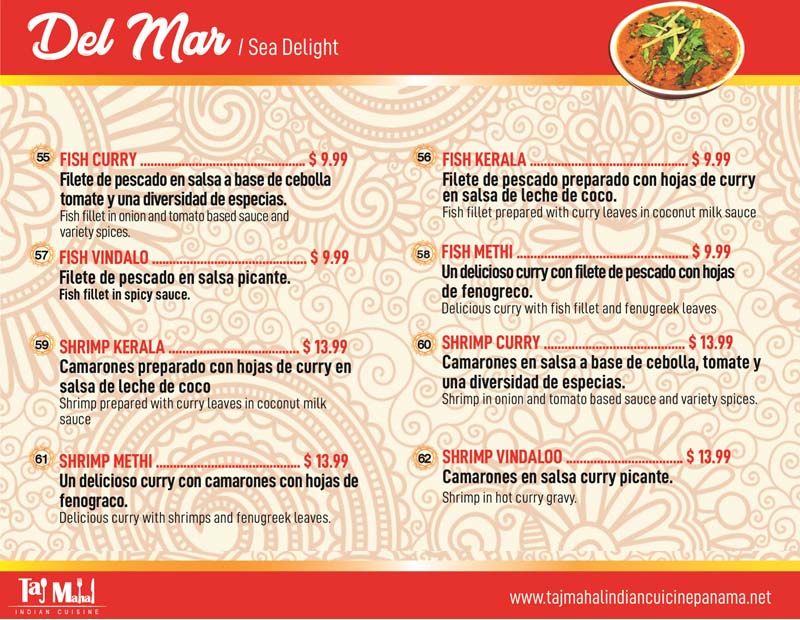 Del Mar / Sea Delight
55 FISH CURRY ................................................ $ 9.99
Filete de pescado en salsa a base de cebolla
tomate y una diversidad de especias.
Fish fillet in onion and tomato based sauce and
variety spices.
56 FISH KERALA .............................................. $ 9.99
Filete de pescado preparado con hojas de curry
en salsa de leche de coco.
Fish fillet prepared with curry leaves in coconut milk sauce
57 FISH VINDALO ............................................. $ 9.99
Filete de pescado en salsa picante.
Fish fillet in spicy sauce.
58 FISH METHI .................................................. $ 9.99
Un delicioso curry con filete de pescado con hojas
de fenogreco.
Delicious curry with fish fillet and fenugreek leaves
59 SHRIMP KERALA ...................................... $ 13.99
Camarones preparado con hojas de curry en
salsa de leche de coco
Shrimp prepared with curry leaves in coconut milk
sauce
60 SHRIMP CURRY ......................................... $ 13.99
Camarones en salsa a base de cebolla, tomate y
una diversidad de especias.
Shrimp in onion and tomato based sauce and variety spices.
61 SHRIMP METHI .......................................... $ 13.99
Un delicioso curry con camarones con hojas de
fenograco.
Delicious curry with shrimps and fenugreek leaves.
62 SHRIMP VINDALOO .................................. $ 13.99
Camarones en salsa curry picante.
Shrimp in hot curry gravy.
Taj Mahal
INDIAN CUISINE
www.tajmahalindiancuicinepanama.net